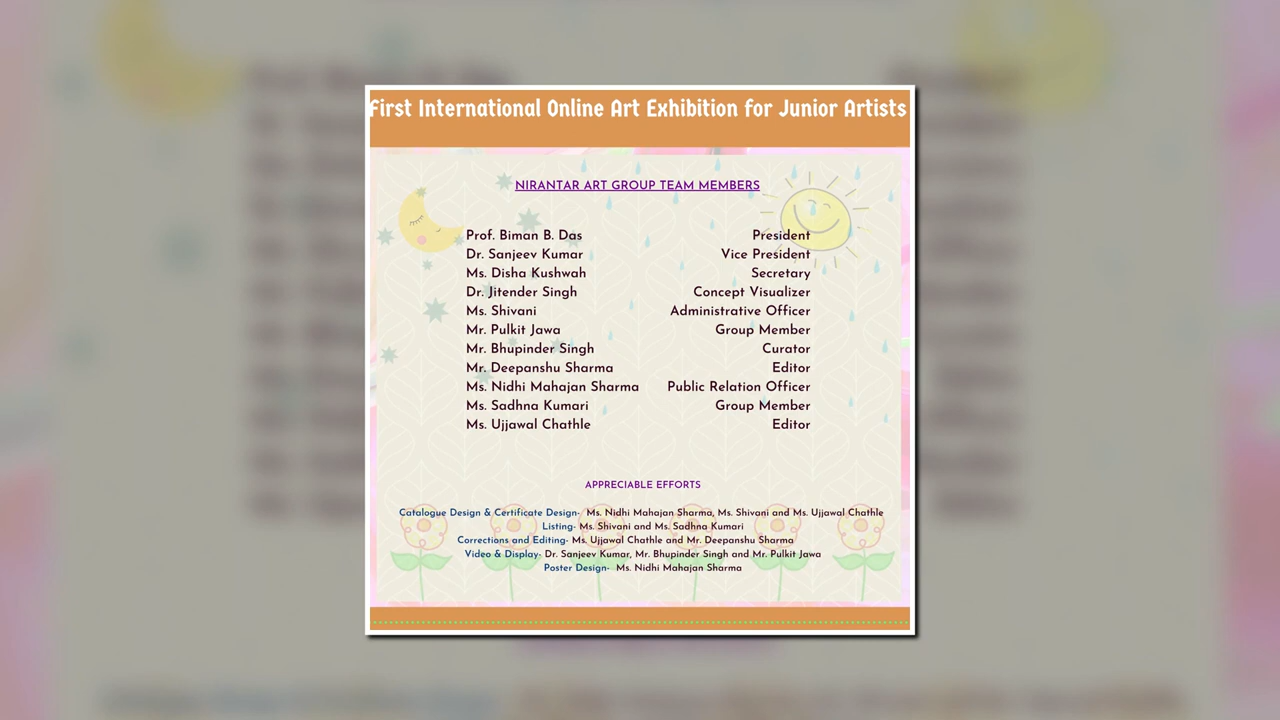 First International Online Art Exhibition for Junior Artists
NIRANTAR ART GROUP TEAM MEMBERS
Prof. Biman B. Das President
Dr. Sanjeev Kumar Vice President
Ms. Disha Kushwah Secretary
Dr. Jitender Singh Concept Visualizer
Ms. Shivani Administrative Officer
Mr. Pulkit Jawa Group Member
Mr. Bhupinder Singh Curator
Mr. Deepanshu Sharma Editor
Ms. Nidhi Mahajan Sharma Public Relation Officer
Ms. Sadhna Kumari Group Member
Ms. Ujjawal Chathle Editor
APPRECIABLE EFFORTS
Catalogue Design & Certificate Design- Ms. Nidhi Mahajan Sharma, Ms. Shivani and Ms. Ujjawal Chathle
Listing- Ms. Shivani and Ms. Sadhna Kumari
Corrections and Editing- Ms. Ujjawal Chathle and Mr. Deepanshu Sharma
Video & Display- Dr. Sanjeev Kumar, Mr. Bhupinder Singh and Mr. Pulkit Jawa
Poster Design- Ms. Nidhi Mahajan Sharma